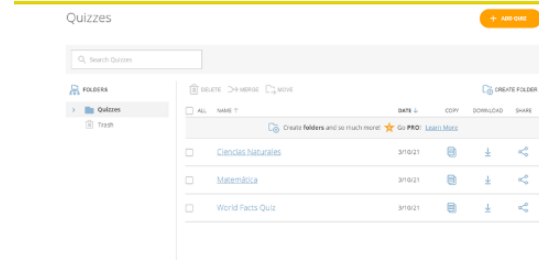 Quizzes
+ ADD QUIZ
Search Quizzes
FOLDERS
DELETE MERGE MOVE
CREATE FOLDER
> Quizzes
Trash
ALL NAME ↑ DATE ↓ COPY DOWNLOAD SHARE
Create folders and so much more! Go PRO! Learn More
Ciencias Naturales 3/10/21
Matemática 3/10/21
World Facts Quiz 3/10/21